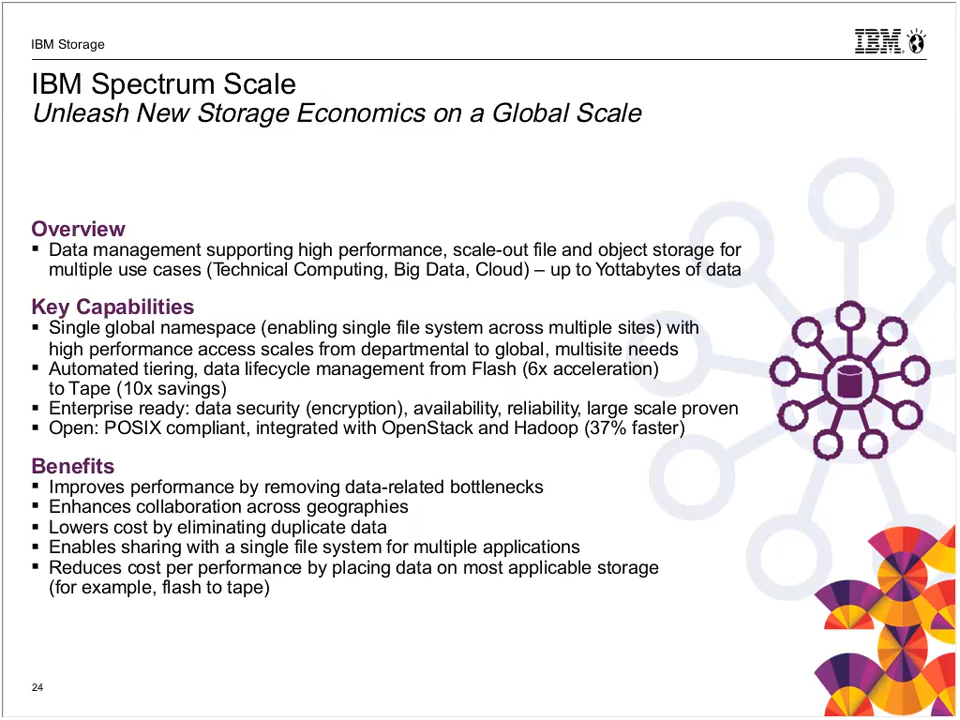 IBM Storage
IBM
IBM Spectrum Scale
Unleash New Storage Economics on a Global Scale
Overview
▪ Data management supporting high performance, scale-out file and object storage for
multiple use cases (Technical Computing, Big Data, Cloud) – up to Yottabytes of data
Key Capabilities
▪ Single global namespace (enabling single file system across multiple sites) with
high performance access scales from departmental to global, multisite needs
▪ Automated tiering, data lifecycle management from Flash (6x acceleration)
to Tape (10x savings)
▪ Enterprise ready: data security (encryption), availability, reliability, large scale proven
▪ Open: POSIX compliant, integrated with OpenStack and Hadoop (37% faster)
Benefits
▪ Improves performance by removing data-related bottlenecks
▪ Enhances collaboration across geographies
▪ Lowers cost by eliminating duplicate data
▪ Enables sharing with a single file system for multiple applications
▪ Reduces cost per performance by placing data on most applicable storage
(for example, flash to tape)
24